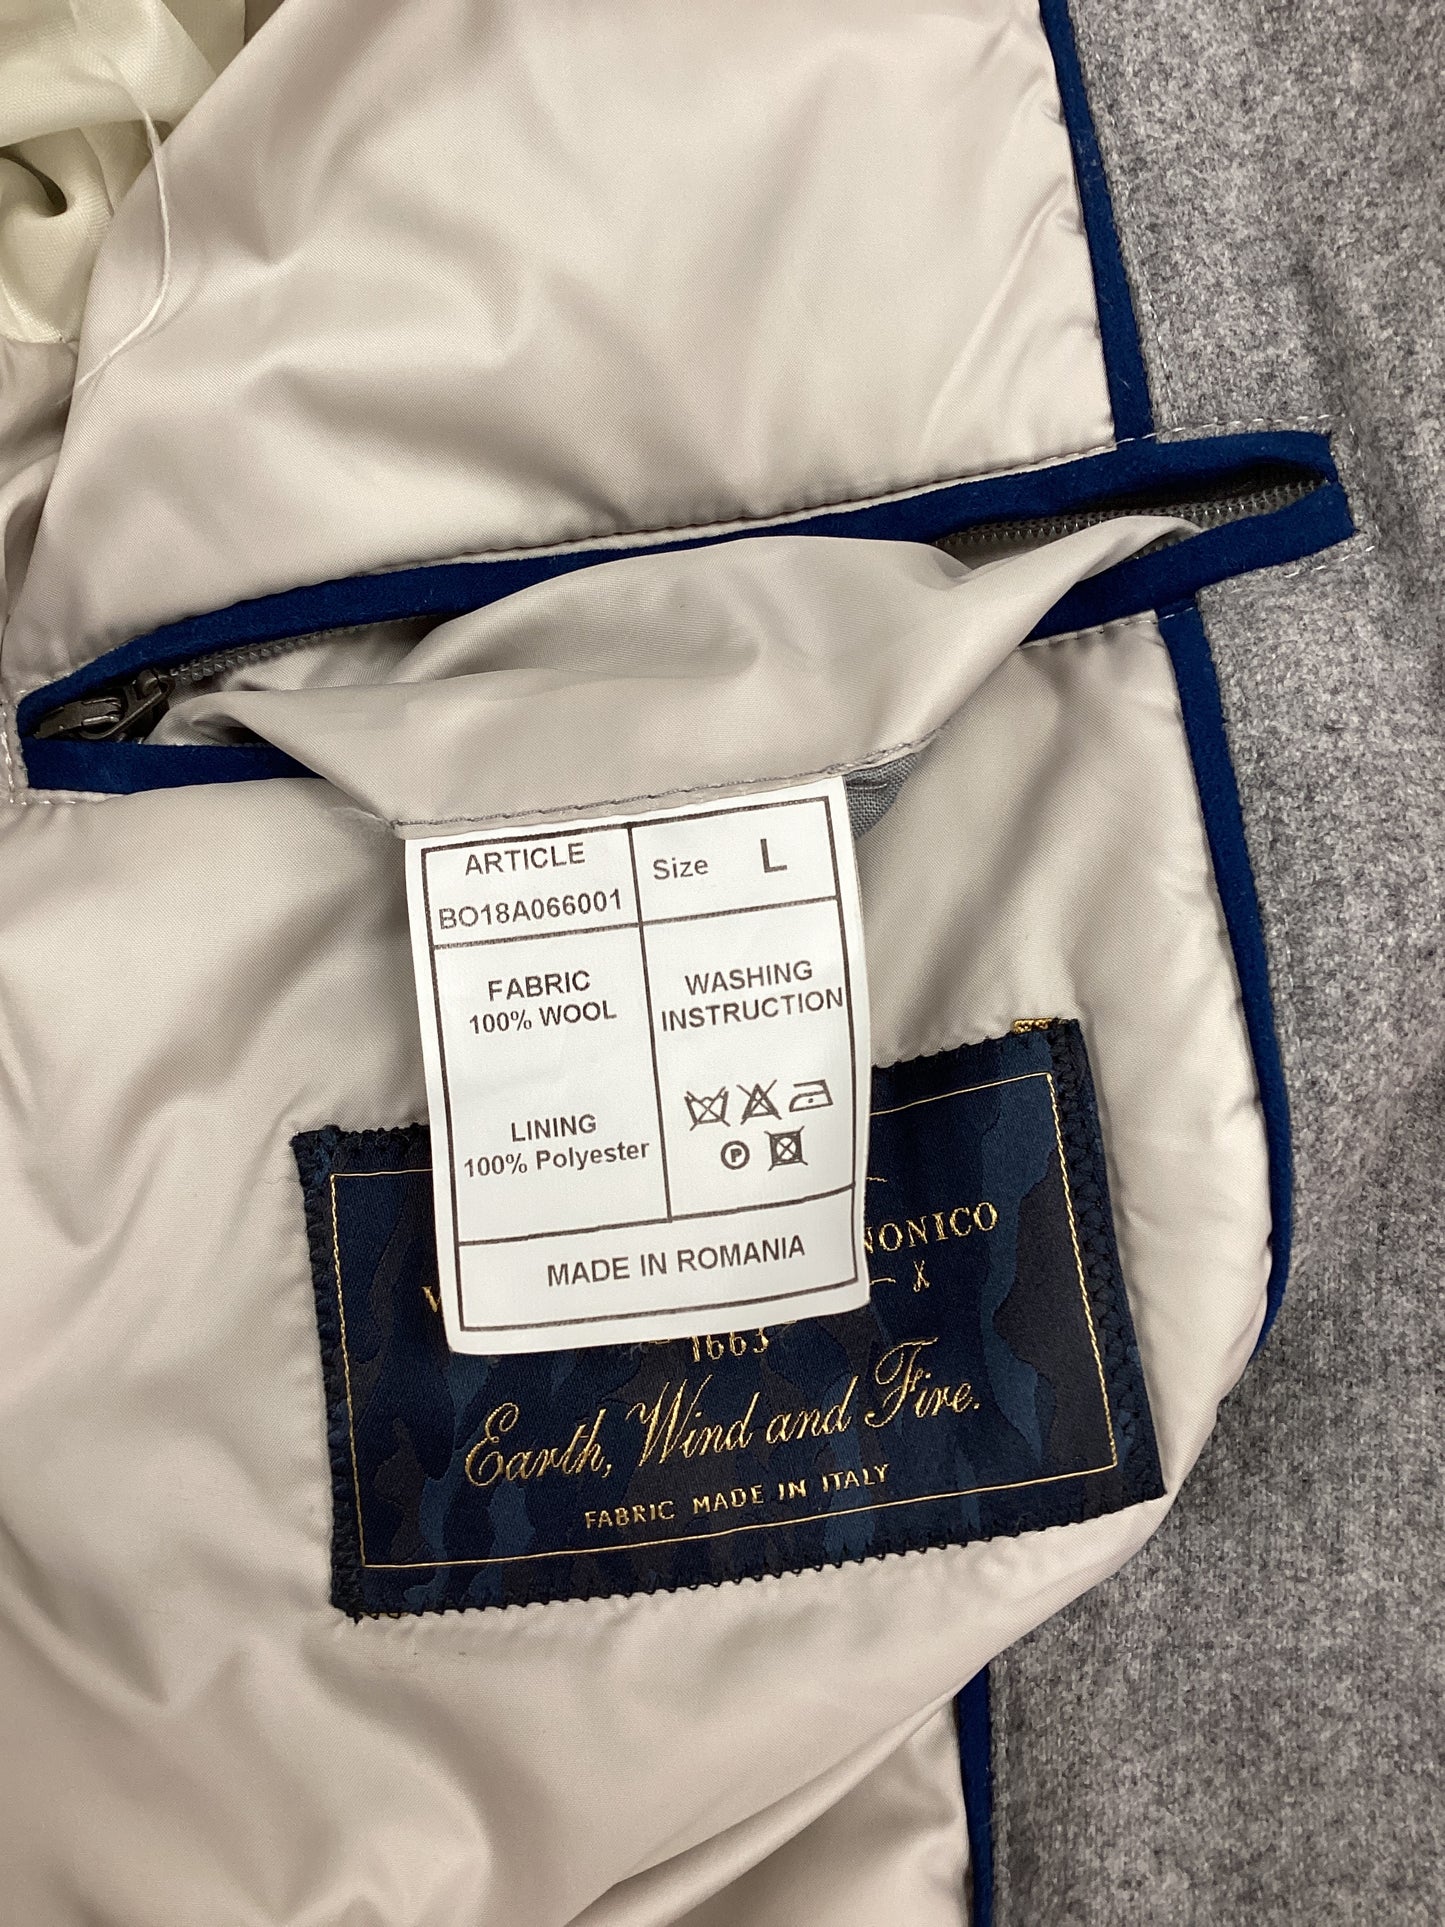 ARTICLE
BO18A066001
Size L
FABRIC
100% WOOL
WASHING
INSTRUCTION
LINING
100% Polyester
P
MADE IN ROMANIA
1663
Earth, Wind and Fire.
FABRIC MADE IN ITALY